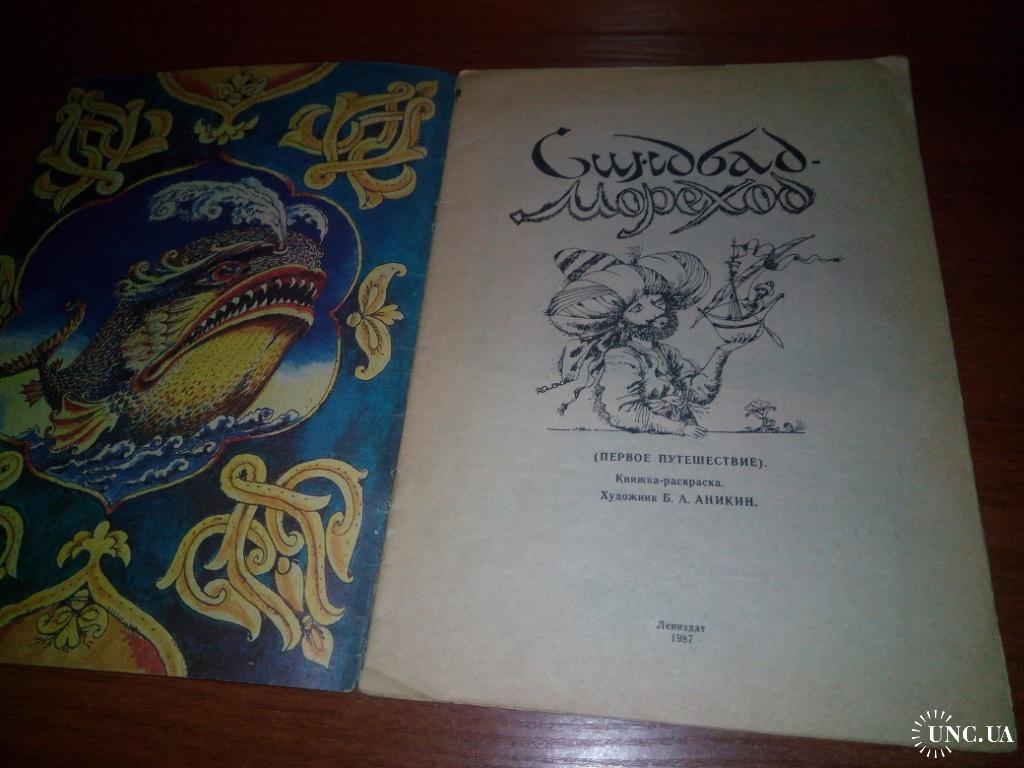 Синдбад-
Мореход
(ПЕРВОЕ ПУТЕШЕСТВИЕ).
Книжка-раскраска.
Художник Б. А. АНИКИН.
Лениздат
1987
UNC.UA